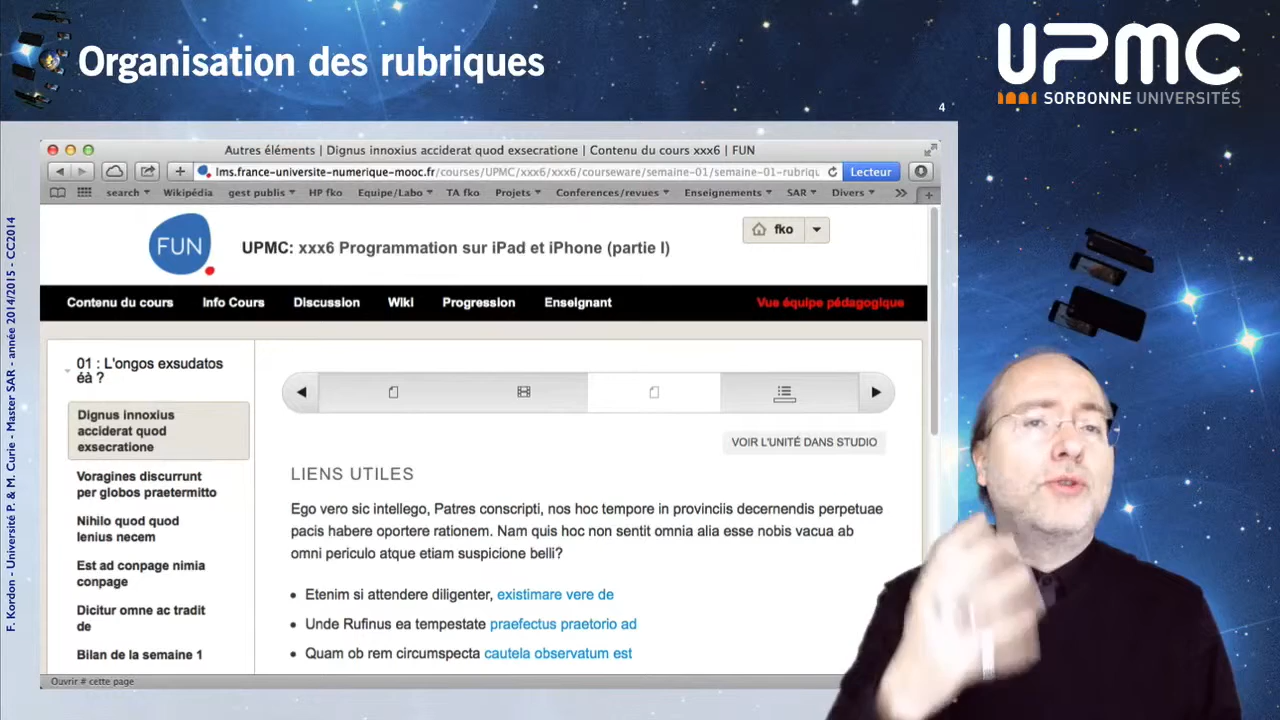 Organisation des rubriques
UPMC
SORBONNE UNIVERSITÉS
4
F. Kordon - Université P. & M. Curie - Master SAR - année 2014/2015 - CC2014
Autres éléments | Dignus innoxius acciderat quod exsecratione | Contenu du cours xxx6 | FUN
lms.france-universite-numerique-mooc.fr/courses/UPMC/xxx6/xxx6/courseware/semaine-01/semaine-01-rubriqu
Lecteur
search Wikipédia gest publis HP fko Equipe/Labo TA fko Projets Conferences/revues Enseignements SAR Divers
FUN
UPMC: xxx6 Programmation sur iPad et iPhone (partie I)
fko
Contenu du cours Info Cours Discussion Wiki Progression Enseignant Vue équipe pédagogique
01 : L'ongos exsudatos
éà ?
Dignus innoxius
acciderat quod
exsecratione
Voragines discurrunt
per globos praetermitto
Nihilo quod quod
lenius necem
Est ad conpage nimia
conpage
Dicitur omne ac tradit
de
Bilan de la semaine 1
VOIR L'UNITÉ DANS STUDIO
LIENS UTILES
Ego vero sic intellego, Patres conscripti, nos hoc tempore in provinciis decernendis perpetuae
pacis habere oportere rationem. Nam quis hoc non sentit omnia alia esse nobis vacua ab
omni periculo atque etiam suspicione belli?
• Etenim si attendere diligenter, existimare vere de
• Unde Rufinus ea tempestate praefectus praetorio ad
• Quam ob rem circumspecta cautela observatum est
Ouvrir # cette page